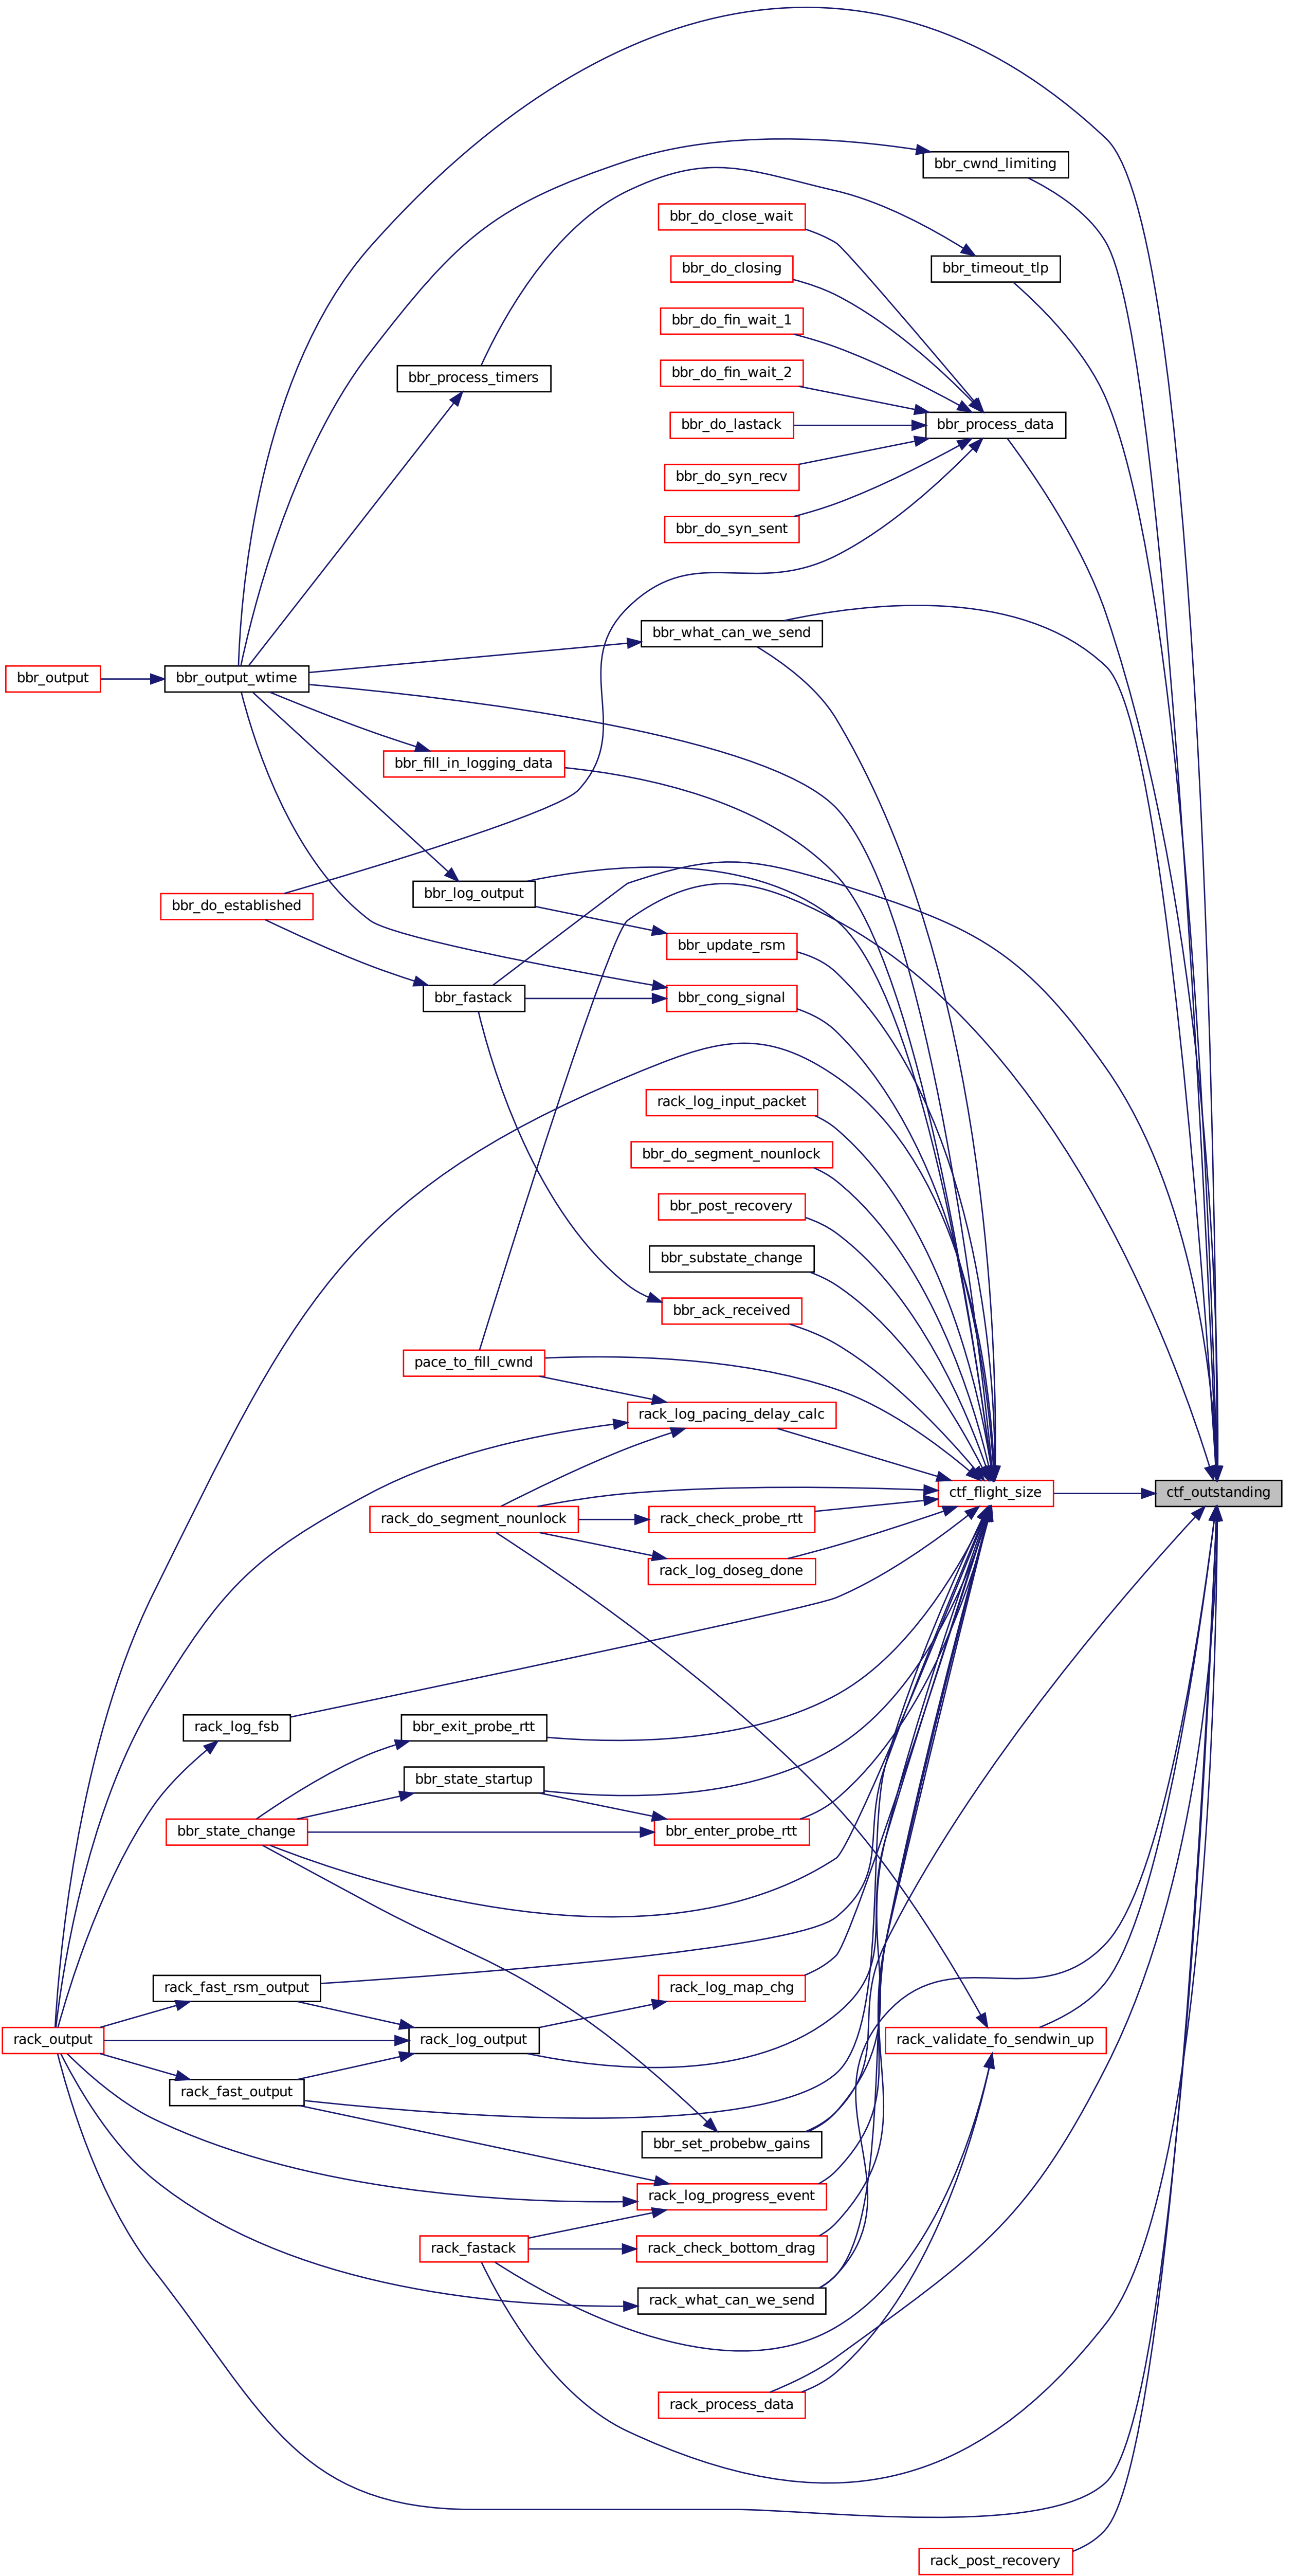 bbr_cwnd_limiting
bbr_do_close_wait
bbr_do_closing
bbr_timeout_tlp
bbr_do_fin_wait_1
bbr_process_timers
bbr_do_fin_wait_2
bbr_do_lastack
bbr_process_data
bbr_do_syn_recv
bbr_do_syn_sent
bbr_what_can_we_send
bbr_output
bbr_output_wtime
bbr_fill_in_logging_data
bbr_log_output
bbr_do_established
bbr_update_rsm
bbr_fastack
bbr_cong_signal
rack_log_input_packet
bbr_do_segment_nounlock
bbr_post_recovery
bbr_substate_change
bbr_ack_received
pace_to_fill_cwnd
rack_log_pacing_delay_calc
ctf_flight_size
ctf_outstanding
rack_do_segment_nounlock
rack_check_probe_rtt
rack_log_doseg_done
rack_log_fsb
bbr_exit_probe_rtt
bbr_state_startup
bbr_state_change
bbr_enter_probe_rtt
rack_fast_rsm_output
rack_log_map_chg
rack_output
rack_log_output
rack_validate_fo_sendwin_up
rack_fast_output
bbr_set_probebw_gains
rack_log_progress_event
rack_fastack
rack_check_bottom_drag
rack_what_can_we_send
rack_process_data
rack_post_recovery